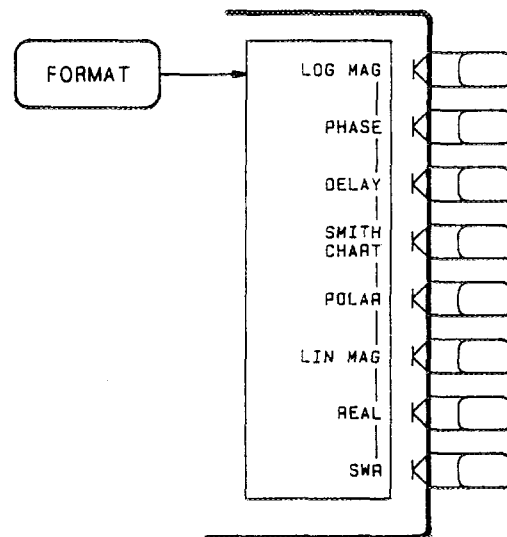 FORMAT
LOG MAG
PHASE
DELAY
SMITH
CHART
POLAR
LIN MAG
REAL
SWR